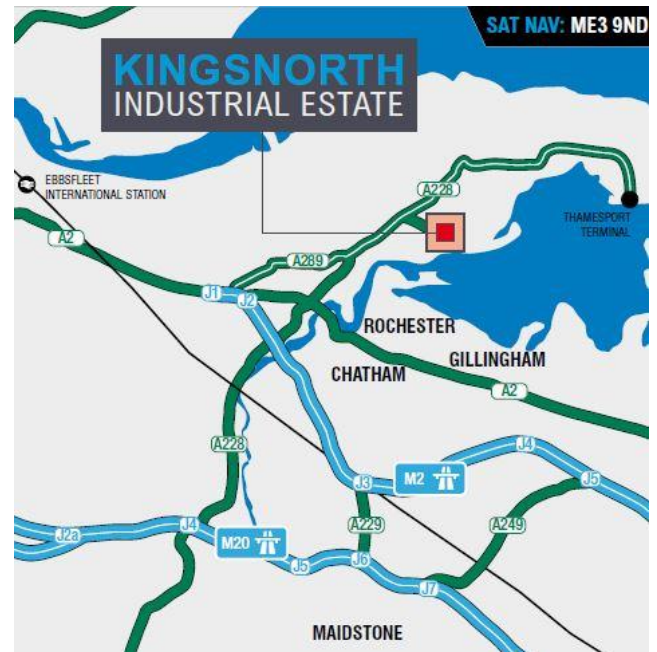 SAT NAV: ME3 9ND
KINGSNORTH
INDUSTRIAL ESTATE
EBBSFLEET
INTERNATIONAL STATION
A228
THAMESPORT
TERMINAL
A2
A289
J1
J2
ROCHESTER
GILLINGHAM
CHATHAM
A2
A228
J4
J3
M2
J5
J4
J2a
A229
A249
M20
J5
J6
J7
MAIDSTONE